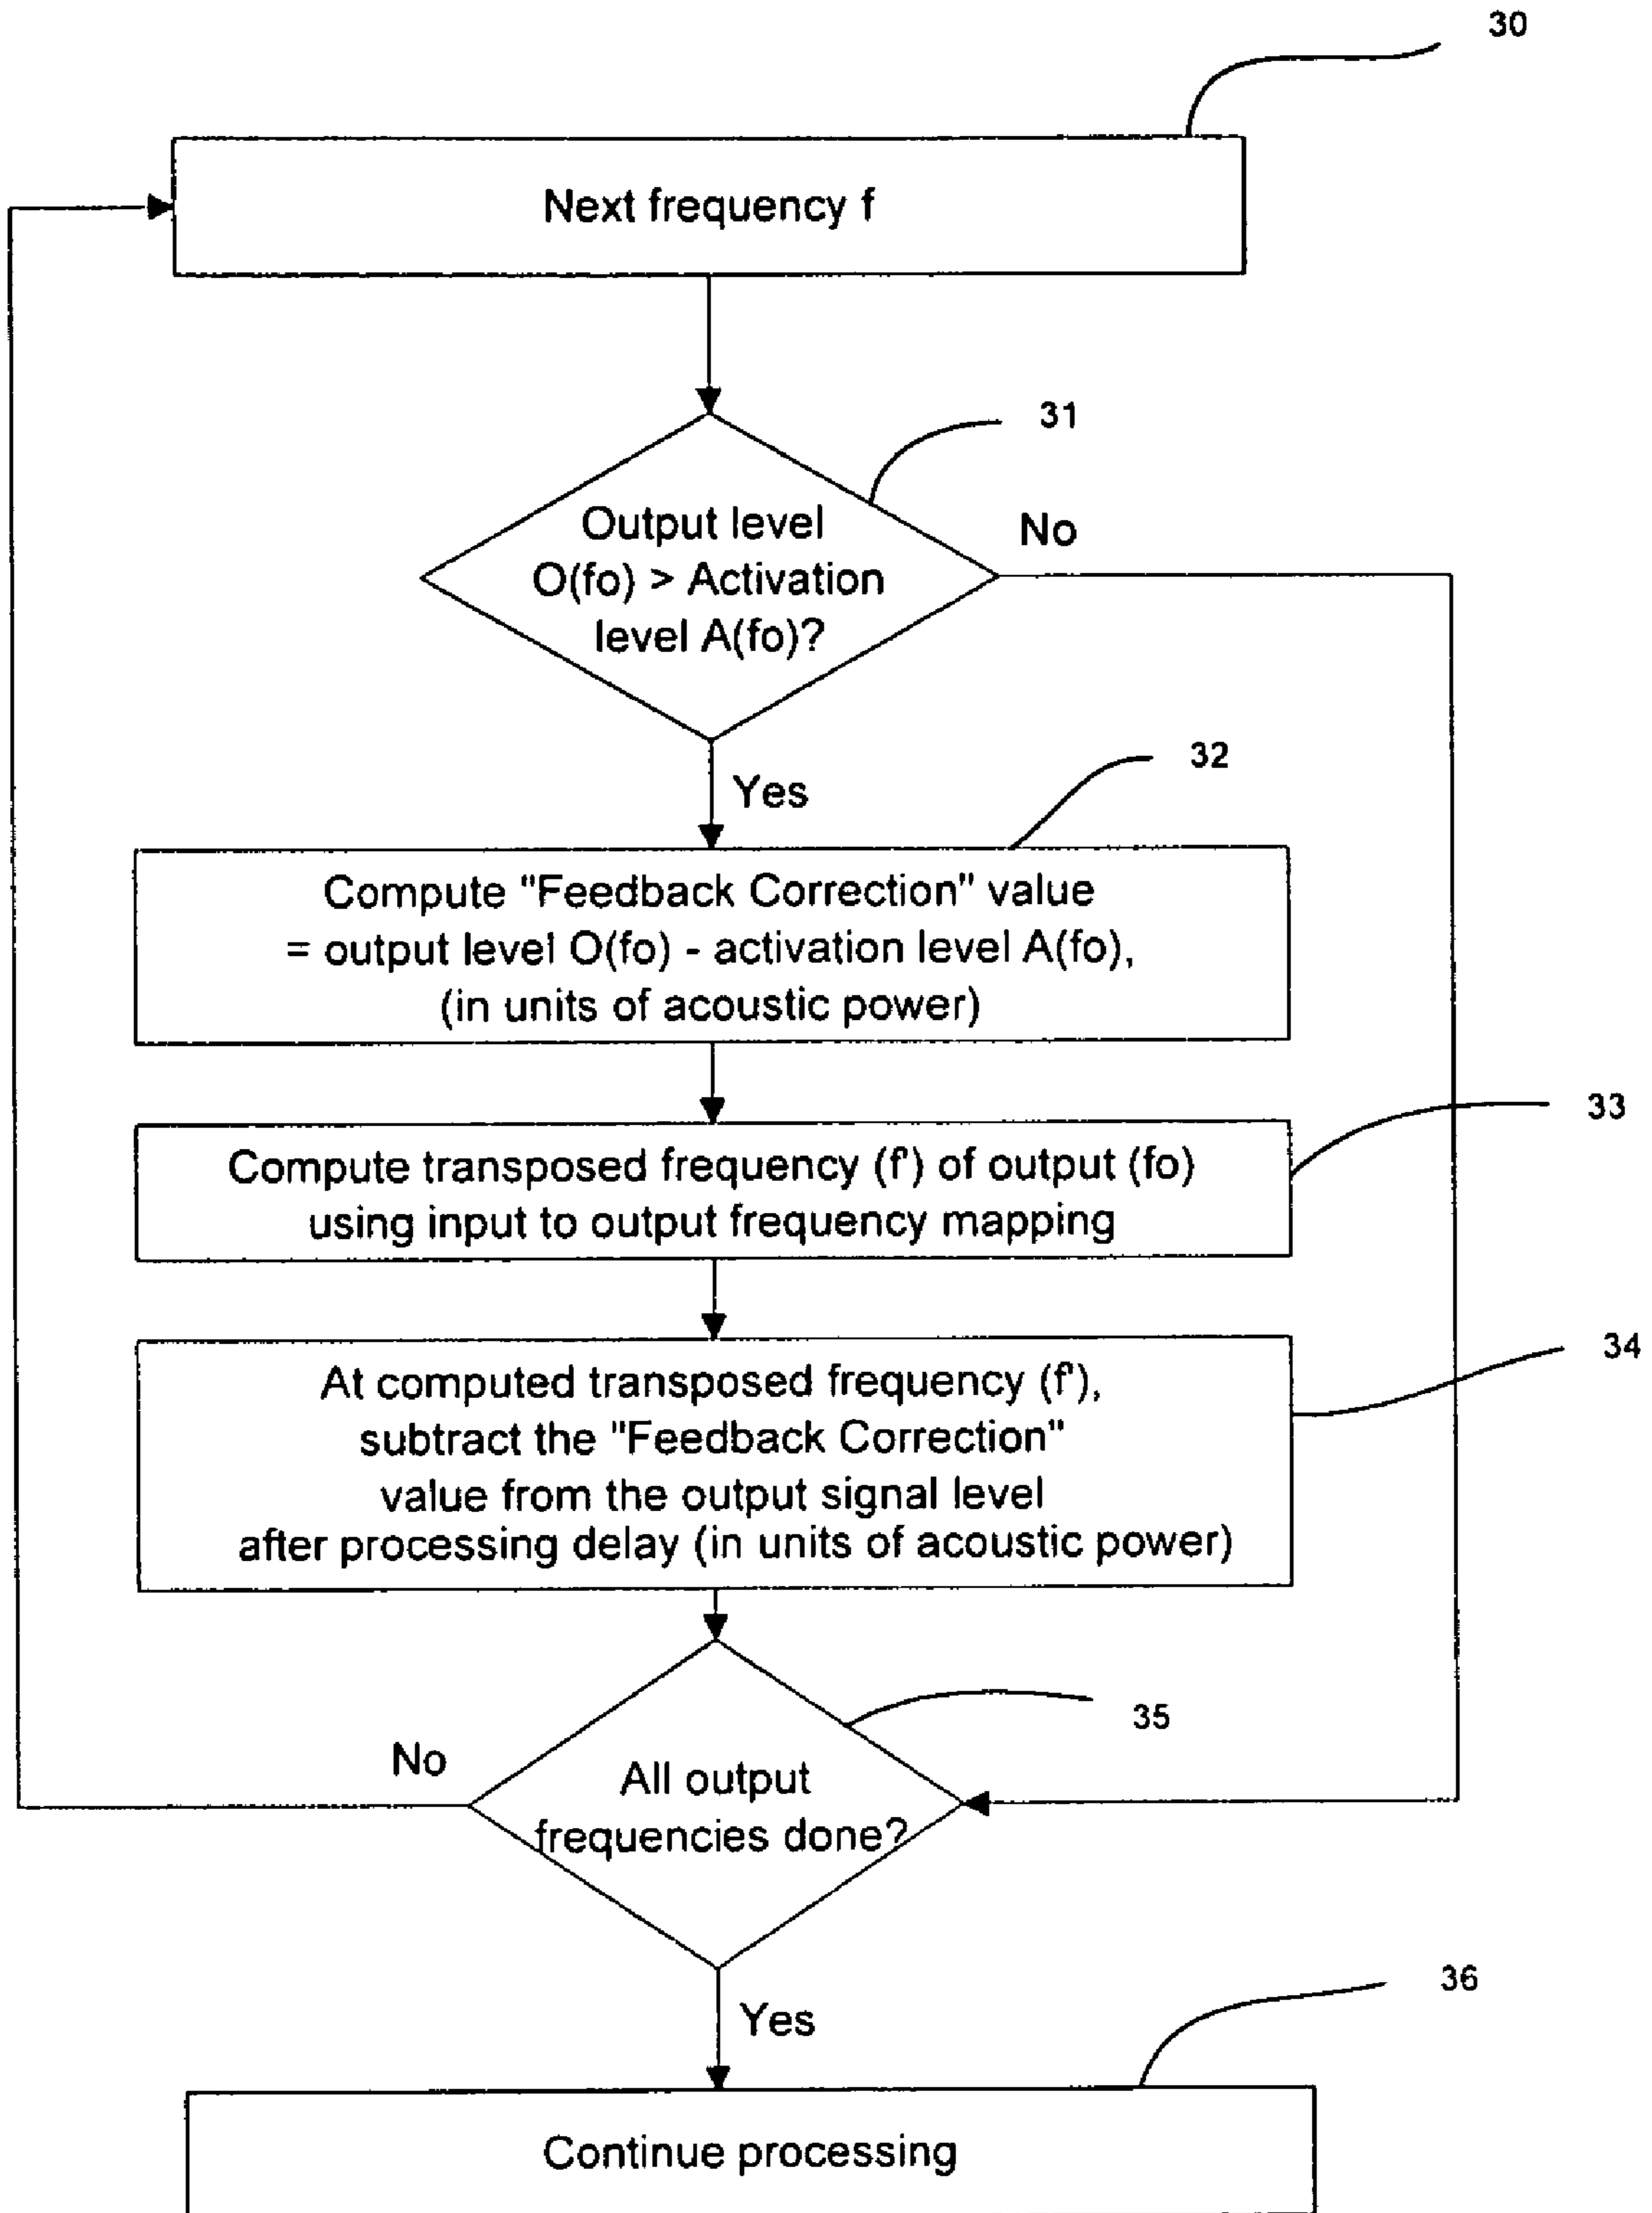 30
Next frequency f
31
Output level
O(fo) > Activation
level A(fo)?
No
Yes
32
Compute "Feedback Correction" value
= output level O(fo) - activation level A(fo),
(in units of acoustic power)
33
Compute transposed frequency (f') of output (fo)
using input to output frequency mapping
34
At computed transposed frequency (f'),
subtract the "Feedback Correction"
value from the output signal level
after processing delay (in units of acoustic power)
35
No
All output
frequencies done?
Yes
36
Continue processing